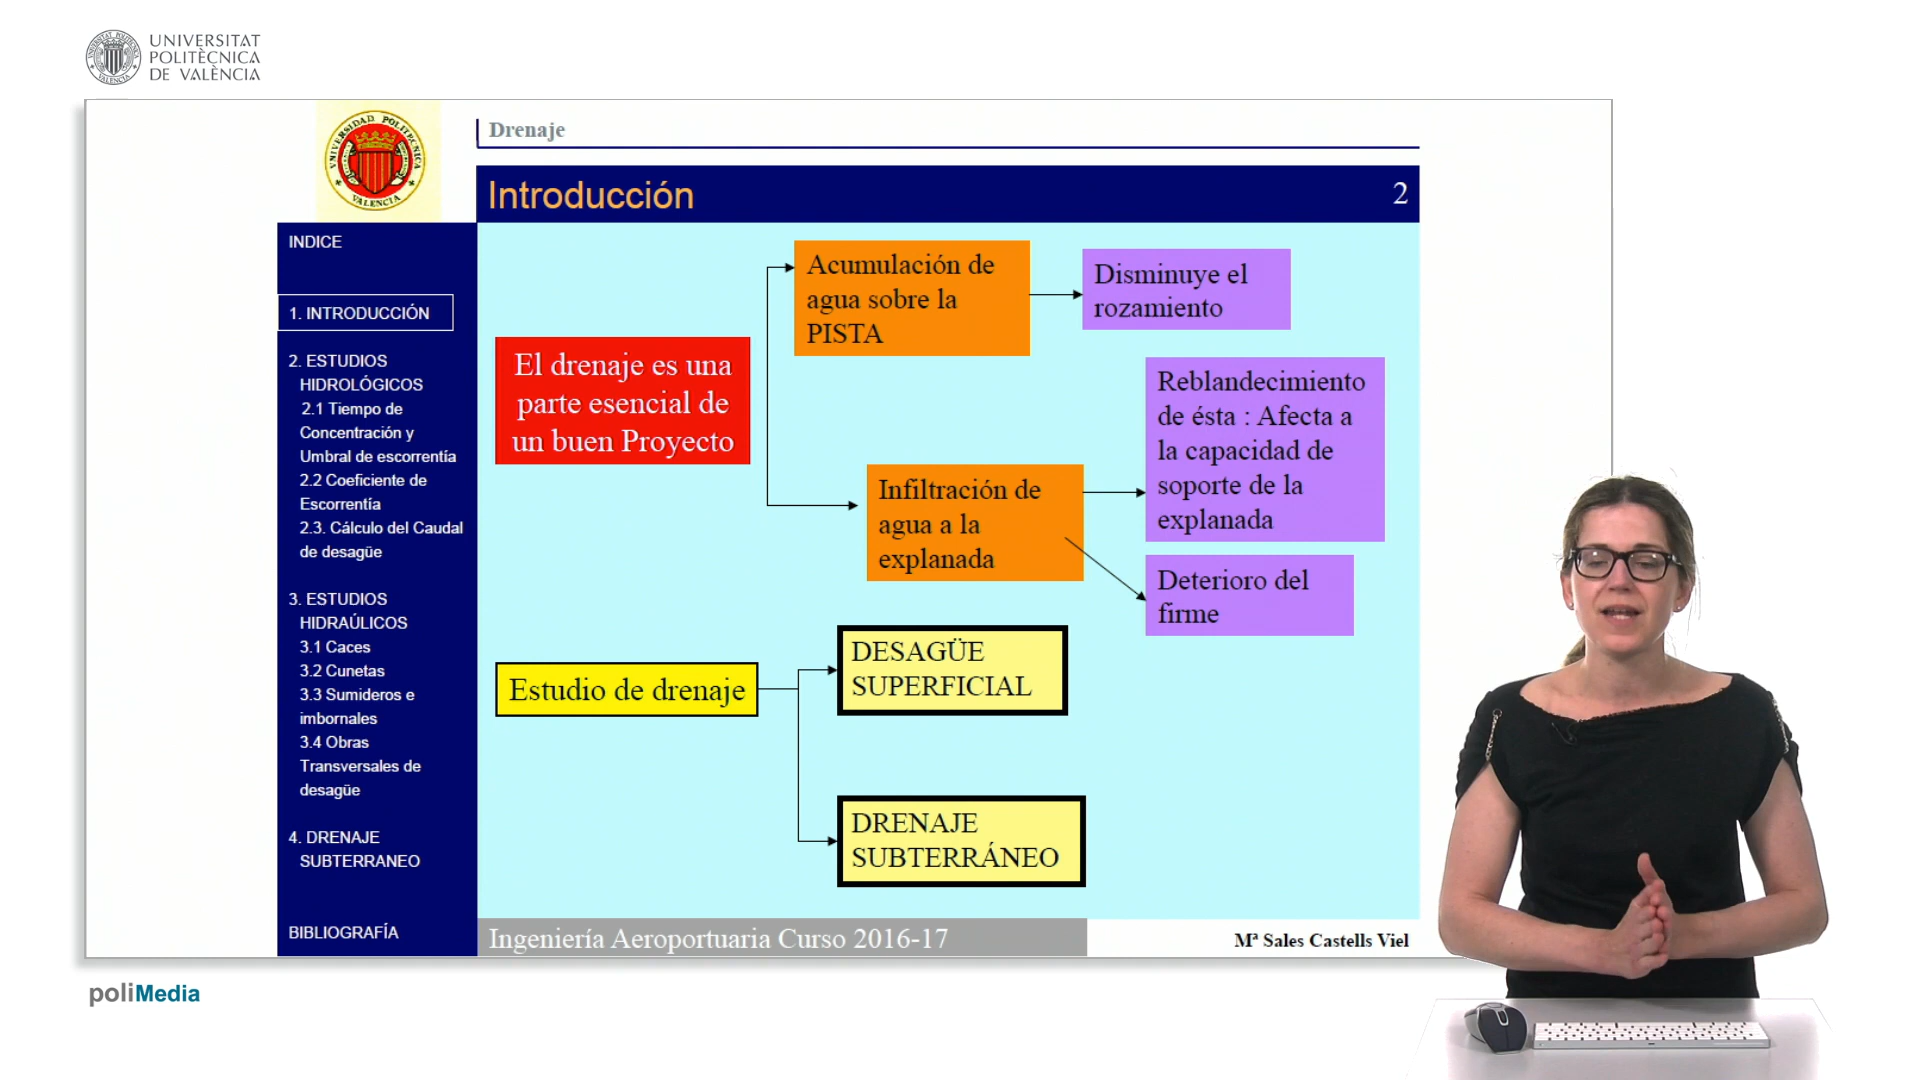 UNIVERSITAT
POLITÈCNICA
DE VALÈNCIA
UNIVERSIDAD POLITECNICA
VALENCIA
Drenaje
Introducción
2
INDICE
1. INTRODUCCIÓN
2. ESTUDIOS
HIDROLÓGICOS
2.1 Tiempo de
Concentración y
Umbral de escorrentía
2.2 Coeficiente de
Escorrentía
2.3. Cálculo del Caudal
de desagüe
3. ESTUDIOS
HIDRAÚLICOS
3.1 Caces
3.2 Cunetas
3.3 Sumideros e
imbornales
3.4 Obras
Transversales de
desagüe
4. DRENAJE
SUBTERRANEO
BIBLIOGRAFÍA
El drenaje es una
parte esencial de
un buen Proyecto
Acumulación de
agua sobre la
PISTA
Disminuye el
rozamiento
Infiltración de
agua a la
explanada
Reblandecimiento
de ésta : Afecta a
la capacidad de
soporte de la
explanada
Deterioro del
firme
Estudio de drenaje
DESAGÜE
SUPERFICIAL
DRENAJE
SUBTERRÁNEO
Ingeniería Aeroportuaria Curso 2016-17
Mª Sales Castells Viel
poliMedia